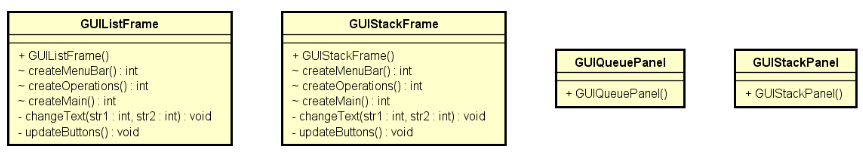 GUIListFrame
+ GUIListFrame()
~ createMenuBar() : int
~ createOperations() : int
~ createMain() : int
- changeText(str1 : int, str2 : int) : void
- updateButtons() : void
GUIStackFrame
+ GUIStackFrame()
~ createMenuBar() : int
~ createOperations() : int
~ createMain() : int
- changeText(str1 : int, str2 : int) : void
- updateButtons() : void
GUIQueuePanel
+ GUIQueuePanel()
GUIStackPanel
+ GUIStackPanel()